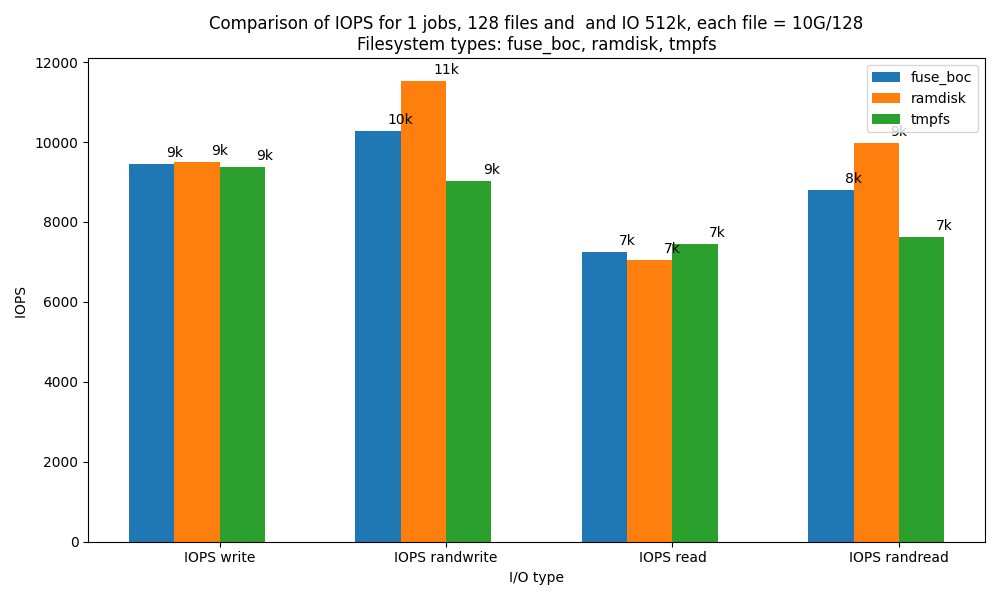 Comparison of IOPS for 1 jobs, 128 files and  and IO 512k, each file = 10G/128
Filesystem types: fuse_boc, ramdisk, tmpfs
12000
10000
8000
6000
4000
2000
0
IOPS
fuse_boc
ramdisk
tmpfs
9k
9k
9k
10k
11k
9k
7k
7k
7k
8k
9k
7k
IOPS write
IOPS randwrite
IOPS read
IOPS randread
I/O type